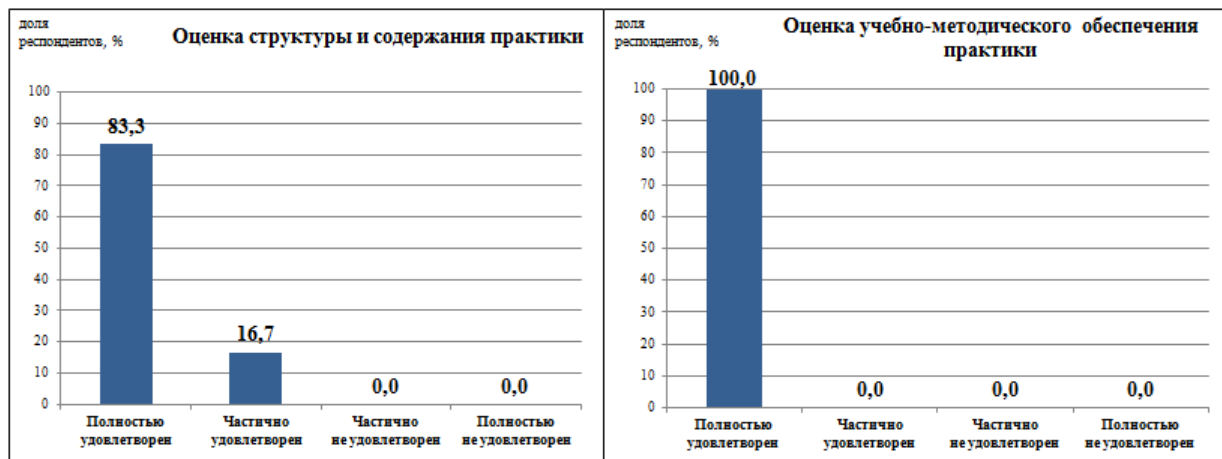 доля
респондентов, %
Оценка структуры и содержания практики
100
90
80
70
60
50
40
30
20
10
0
83,3
16,7
0,0
0,0
Полностью
удовлетворен
Частично
удовлетворен
Частично
не удовлетворен
Полностью
не удовлетворен
доля
респондентов, %
Оценка учебно-методического обеспечения
практики
100
90
80
70
60
50
40
30
20
10
0
100,0
0,0
0,0
0,0
Полностью
удовлетворен
Частично
удовлетворен
Частично
не удовлетворен
Полностью
не удовлетворен